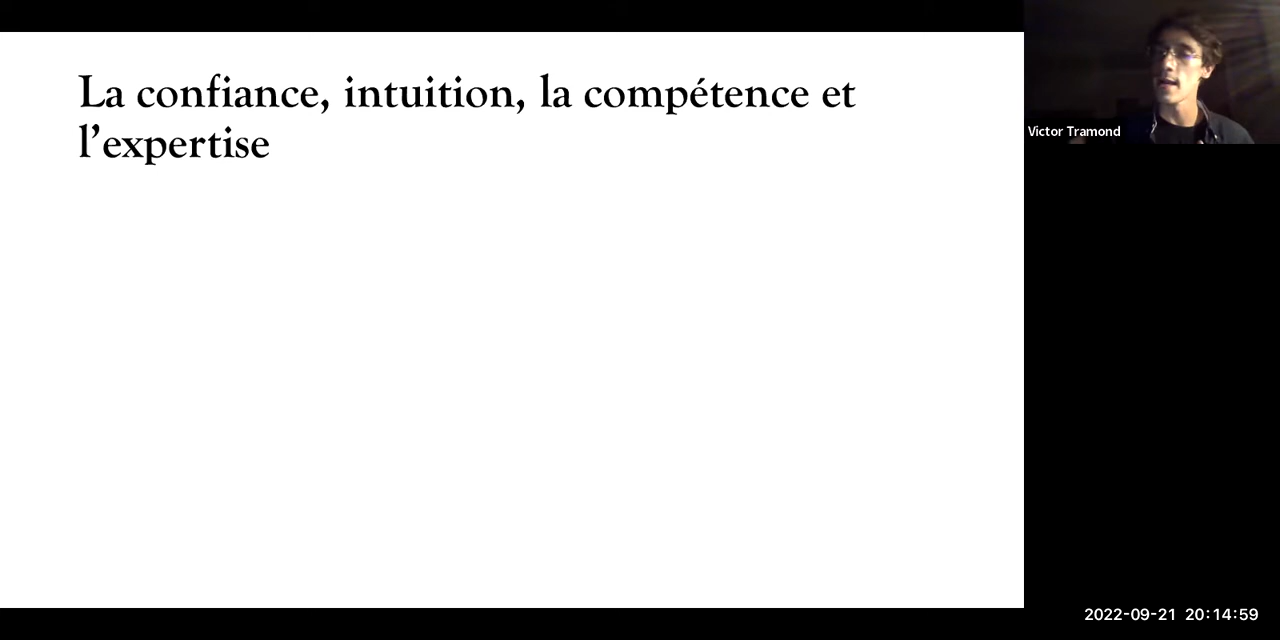 La confiance, intuition, la compétence et
l’expertise
Victor Tramond
2022-09-21 20:14:59